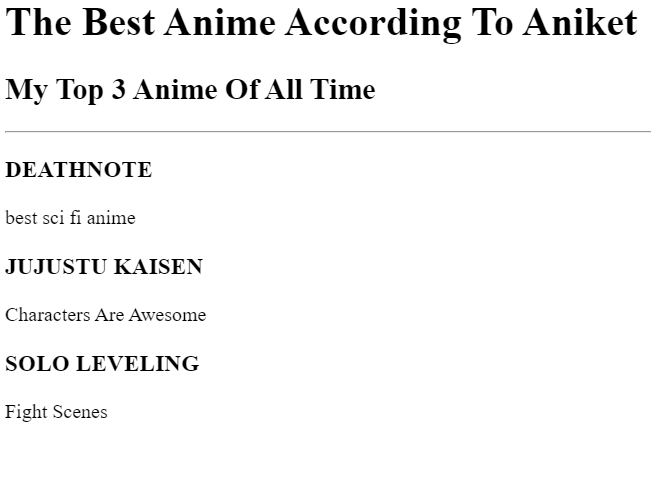 The Best Anime According To Aniket
My Top 3 Anime Of All Time
DEATHNOTE
best sci fi anime
JUJUSTU KAISEN
Characters Are Awesome
SOLO LEVELING
Fight Scenes